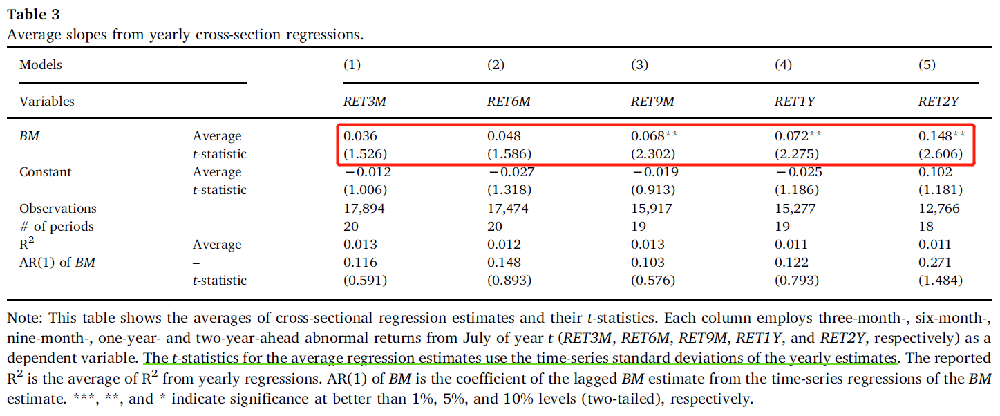 Table 3
Average slopes from yearly cross-section regressions.
Models (1) (2) (3) (4) (5)
Variables RET3M RET6M RET9M RET1Y RET2Y
BM Average 0.036 0.048 0.068** 0.072** 0.148**
t-statistic (1.526) (1.586) (2.302) (2.275) (2.606)
Constant Average −0.012 −0.027 −0.019 −0.025 0.102
t-statistic (1.006) (1.318) (0.913) (1.186) (1.181)
Observations 17,894 17,474 15,917 15,277 12,766
# of periods 20 20 19 19 18
R² Average 0.013 0.012 0.013 0.011 0.011
AR(1) of BM – 0.116 0.148 0.103 0.122 0.271
t-statistic (0.591) (0.893) (0.576) (0.793) (1.484)
Note: This table shows the averages of cross-sectional regression estimates and their t-statistics. Each column employs three-month-, six-month-,
nine-month-, one-year- and two-year-ahead abnormal returns from July of year t (RET3M, RET6M, RET9M, RET1Y, and RET2Y, respectively) as a
dependent variable. The t-statistics for the average regression estimates use the time-series standard deviations of the yearly estimates. The reported
R² is the average of R² from yearly regressions. AR(1) of BM is the coefficient of the lagged BM estimate from the time-series regressions of the BM
estimate. ***, **, and * indicate significance at better than 1%, 5%, and 10% levels (two-tailed), respectively.